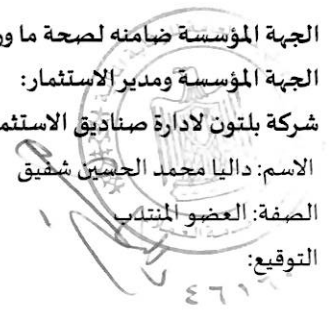 الجهة المؤسسة ضامنه لصحة ما
الجهة المؤسسة ومدير الاستثمار:
شركة بلتون لادارة صناديق
الاسم: داليا محمد الحسين شفيق
الصفة: العضو المنتدب
التوقيع: